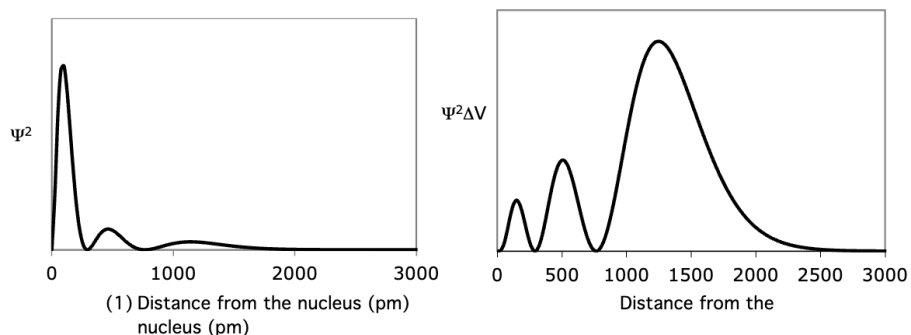 Ψ²
0 1000 2000 3000
(1) Distance from the nucleus (pm)
nucleus (pm)
Ψ²ΔV
0 500 1000 1500 2000 2500 3000
Distance from the